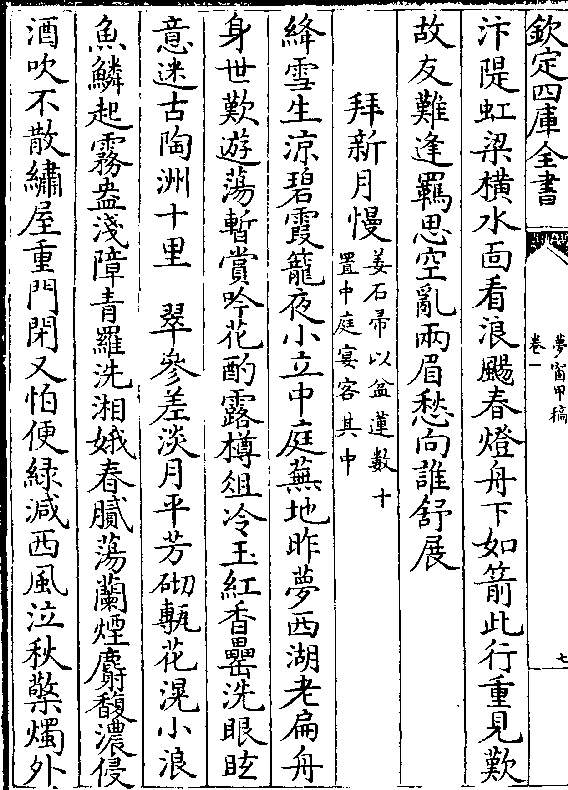 欽定四庫全書
夢窗甲稿
卷一
七
汴隄虹梁橫水面看浪颺春燈舟下如箭此行重見歎
故友難逢羈思空亂兩眉愁向誰舒展
拜新月慢姜石帚以盆蓮數十
置中庭宴客其中
絳雪生涼碧霞籠夜小立中庭蕪地昨夢西湖老扁舟
身世歎遊蕩暫賞吟花酌露樽俎冷玉紅香罍洗眼眩
意迷古陶洲十里　翠參差淡月平芳砌甎花滉小浪
魚鱗起霧盎淺障青羅洗湘娥春膩蕩蘭煙麝馥濃侵
酒吹不散繡屋重門閉又怕便綠減西風泣秋檠燭外